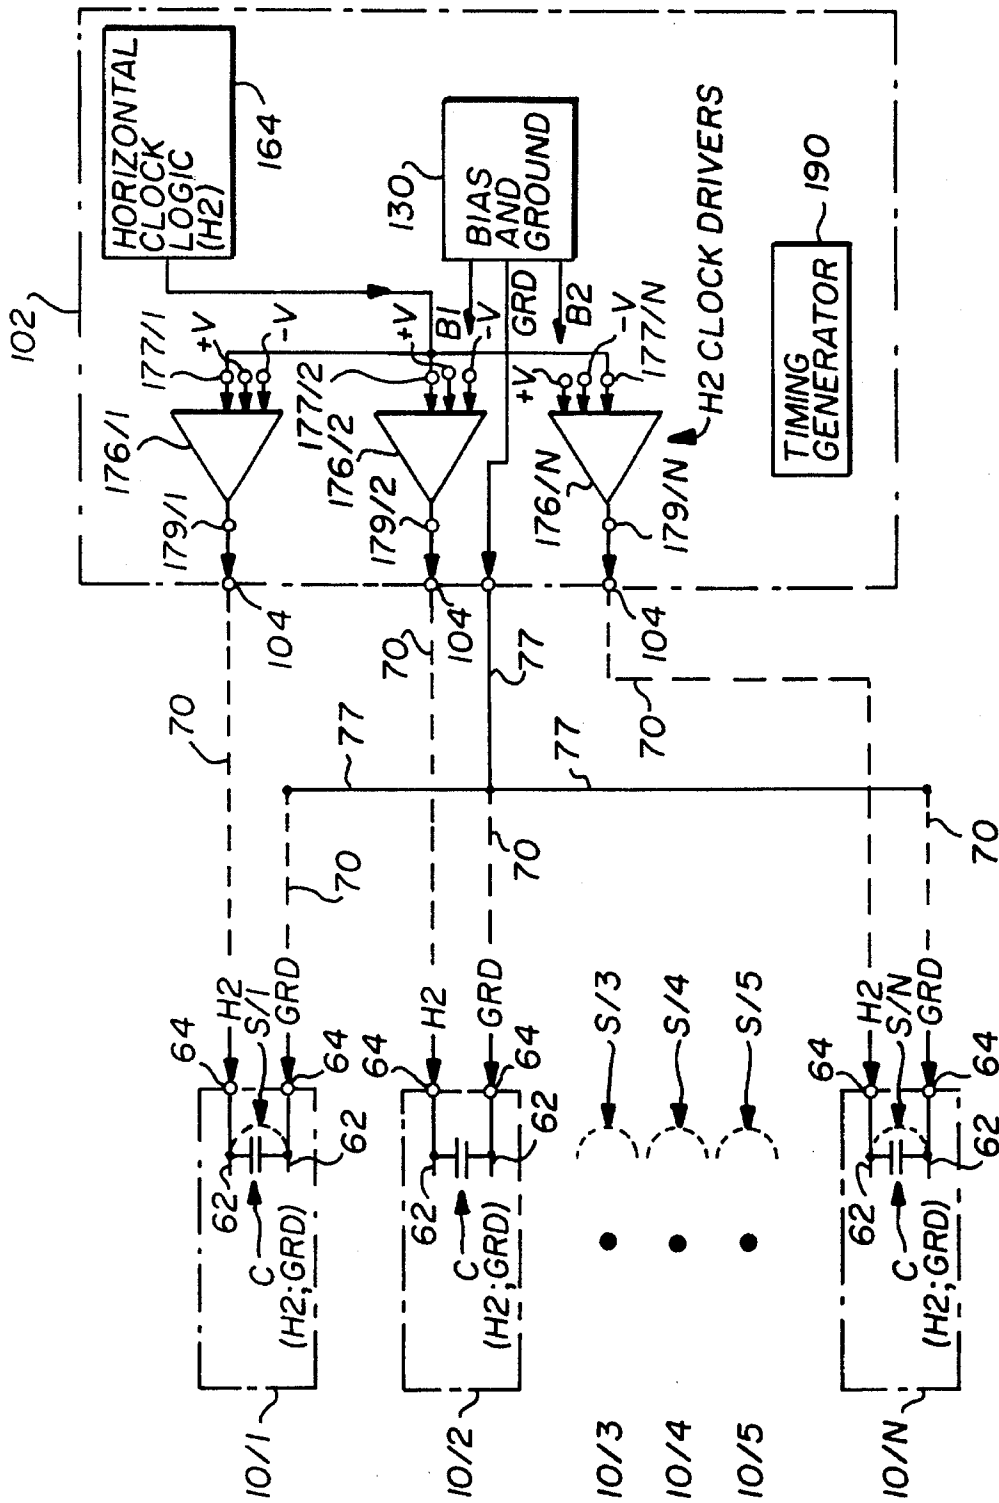 102
HORIZONTAL
CLOCK
LOGIC
(H2)
164
130
BIAS
AND
GROUND
B1
GRD
B2
H2 CLOCK DRIVERS
TIMING
GENERATOR
190
177/1
+V
-V
176/1
179/1
104
177/2
+V
-V
176/2
179/2
104
+V
-V
177/N
176/N
179/N
104
70
70
70
77
77
77
70
70
70
H2
S/1
GRD
64
64
62
62
C
(H2;GRD)
10/1
H2
GRD
64
64
62
62
C
(H2;GRD)
10/2
S/3
S/4
S/5
10/3
10/4
10/5
H2
S/N
GRD
64
64
62
62
C
(H2;GRD)
10/N